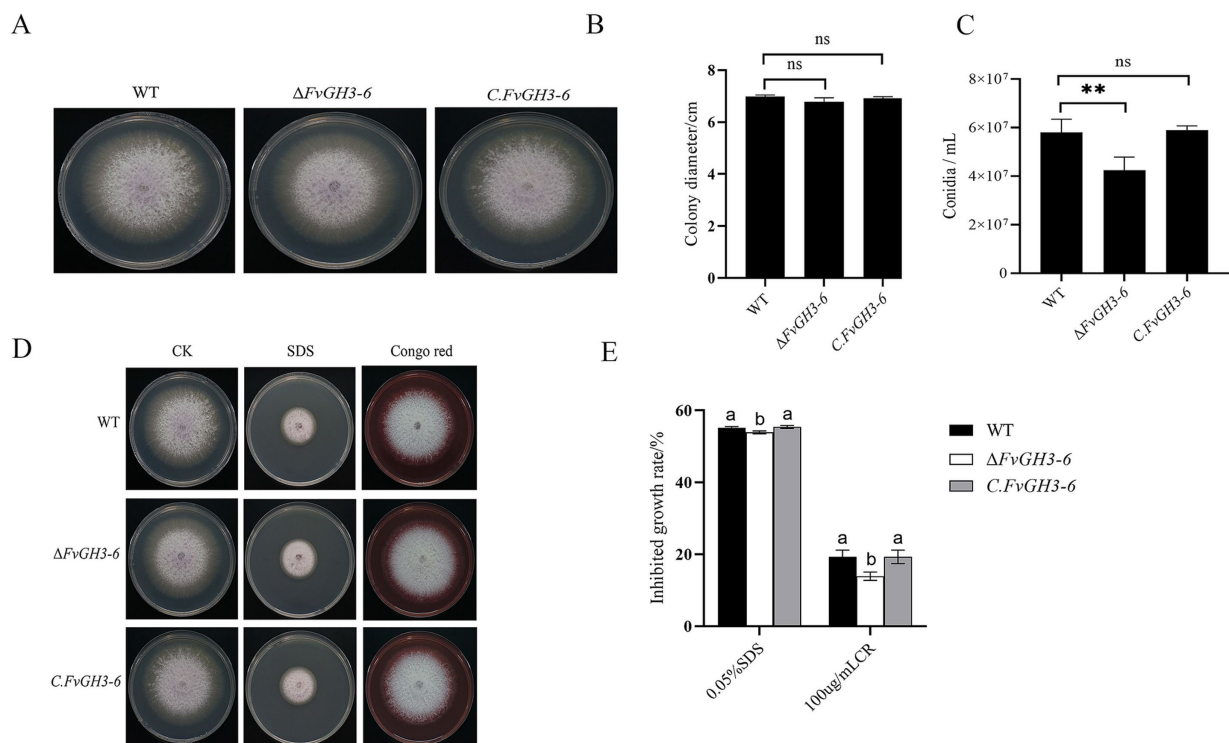 A
WT
ΔFvGH3-6
C.FvGH3-6
B
ns
ns
Colony diameter/cm
8
6
4
2
0
WT
ΔFvGH3-6
C.FvGH3-6
C
ns
**
Conidia / mL
8×10⁷
6×10⁷
4×10⁷
2×10⁷
0
WT
ΔFvGH3-6
C.FvGH3-6
D
CK
SDS
Congo red
WT
ΔFvGH3-6
C.FvGH3-6
E
Inhibited growth rate/%
60
40
20
0
a
b
a
a
b
a
0.05%SDS
100ug/mLCR
WT
ΔFvGH3-6
C.FvGH3-6